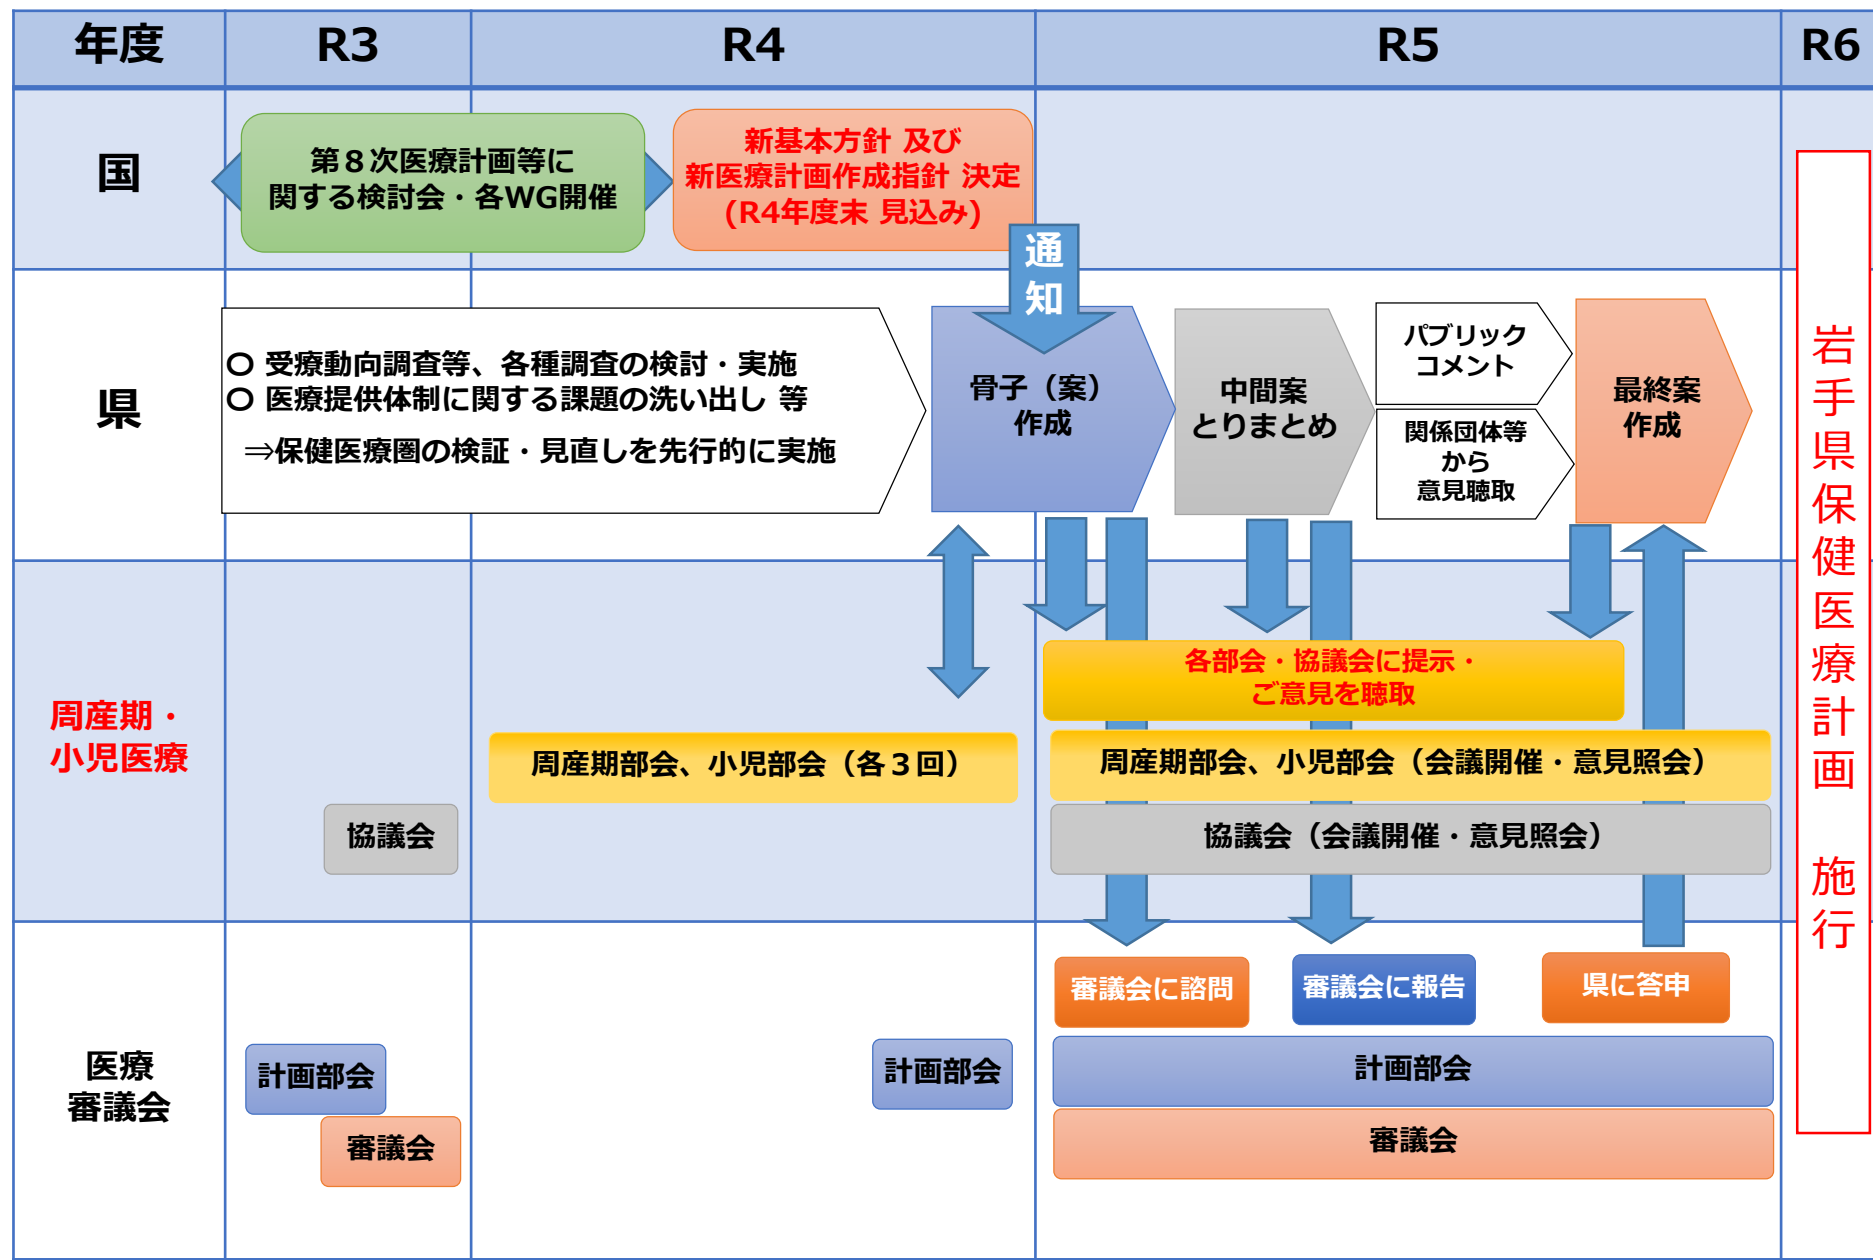 年度
R3
R4
R5
R6
国
第８次医療計画等に
関する検討会・各WG開催
新基本方針 及び
新医療計画作成指針 決定
(R4年度末 見込み)
通
知
県
〇 受療動向調査等、各種調査の検討・実施
〇 医療提供体制に関する課題の洗い出し 等
⇒保健医療圏の検証・見直しを先行的に実施
骨子（案）
作成
中間案
とりまとめ
パブリック
コメント
関係団体等
から
意見聴取
最終案
作成
周産期・
小児医療
各部会・協議会に提示・
ご意見を聴取
周産期部会、小児部会（各３回）
周産期部会、小児部会（会議開催・意見照会）
協議会
協議会（会議開催・意見照会）
医療
審議会
審議会に諮問
審議会に報告
県に答申
計画部会
計画部会
計画部会
審議会
審議会
岩手県保健医療計画　施行